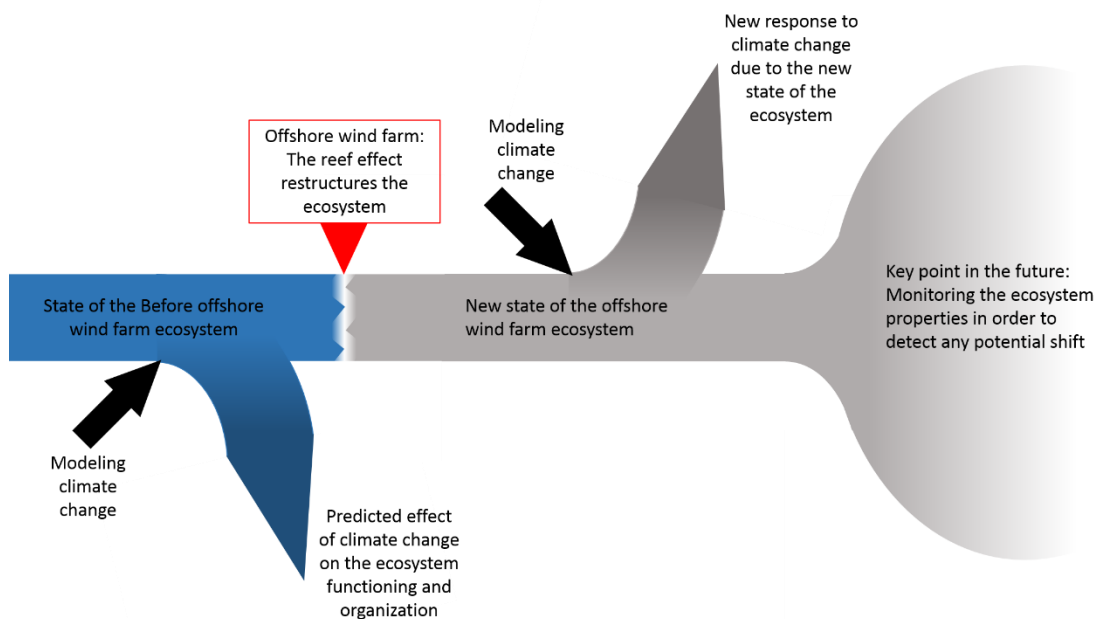 New response to
climate change
due to the new
state of the
ecosystem
Offshore wind farm:
The reef effect
restructures the
ecosystem
Modeling
climate
change
State of the Before offshore
wind farm ecosystem
New state of the offshore
wind farm ecosystem
Key point in the future:
Monitoring the ecosystem
properties in order to
detect any potential shift
Modeling
climate
change
Predicted effect
of climate change
on the ecosystem
functioning and
organization